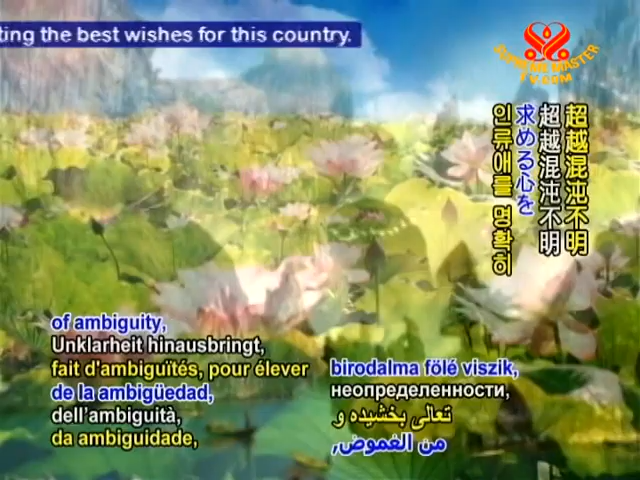 ting the best wishes for this country.
SUPREME MASTER
TV.COM
超越混沌不明
超越混沌不明
求める心を
인류애를 명확히
of ambiguity,
Unklarheit hinausbringt,
fait d'ambiguïtés, pour élever
de la ambigüedad,
dell'ambiguità,
da ambiguidade,
birodalma fölé viszik,
неопределенности,
تعالی بخشیده و
من الغموض,